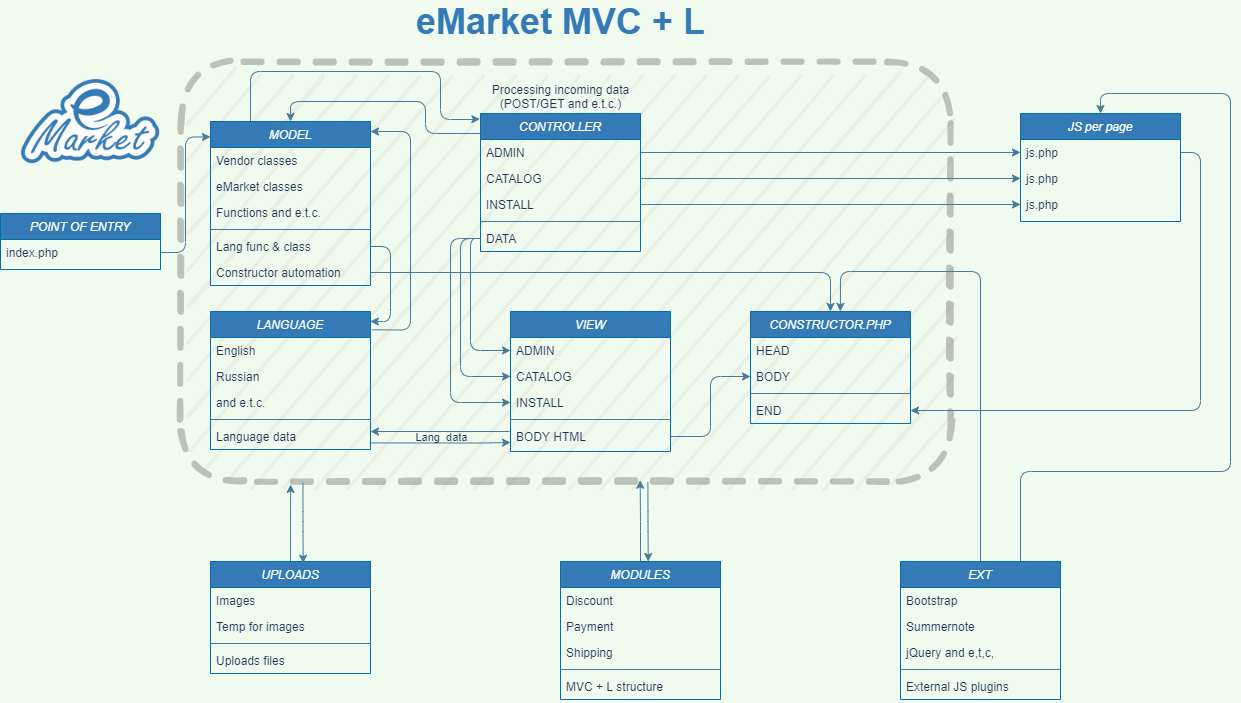 eMarket MVC + L
e
Market
Processing incoming data
(POST/GET and e.t.c.)
MODEL
Vendor classes
eMarket classes
Functions and e.t.c.
Lang func & class
Constructor automation
CONTROLLER
ADMIN
CATALOG
INSTALL
DATA
JS per page
js.php
js.php
js.php
POINT OF ENTRY
index.php
LANGUAGE
English
Russian
and e.t.c.
Language data
Lang data
VIEW
ADMIN
CATALOG
INSTALL
BODY HTML
CONSTRUCTOR.PHP
HEAD
BODY
END
UPLOADS
Images
Temp for images
Uploads files
MODULES
Discount
Payment
Shipping
MVC + L structure
EXT
Bootstrap
Summernote
jQuery and e,t,c,
External JS plugins